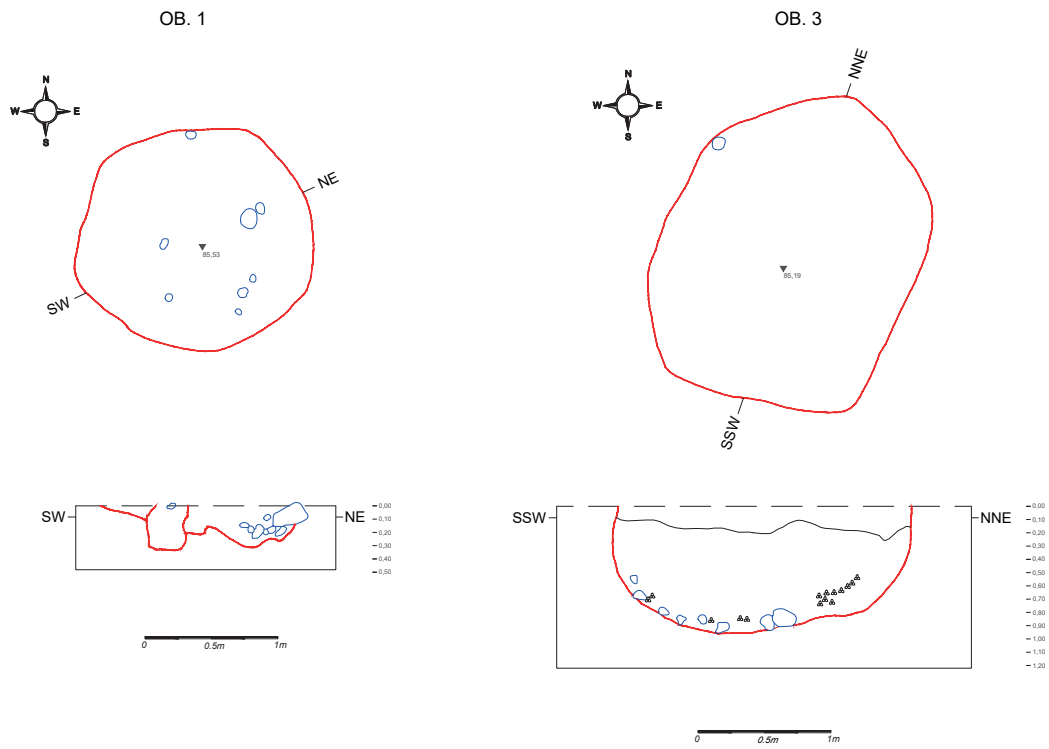 OB. 1
N
W E
S
NE
85,53
SW
SW
NE
0,00
0,10
0,20
0,30
0,40
0,50
0 0.5m 1m
OB. 3
N
W E
S
NNE
85,19
SSW
SSW
NNE
0,00
0,10
0,20
0,30
0,40
0,50
0,60
0,70
0,80
0,90
1,00
1,10
1,20
0 0.5m 1m